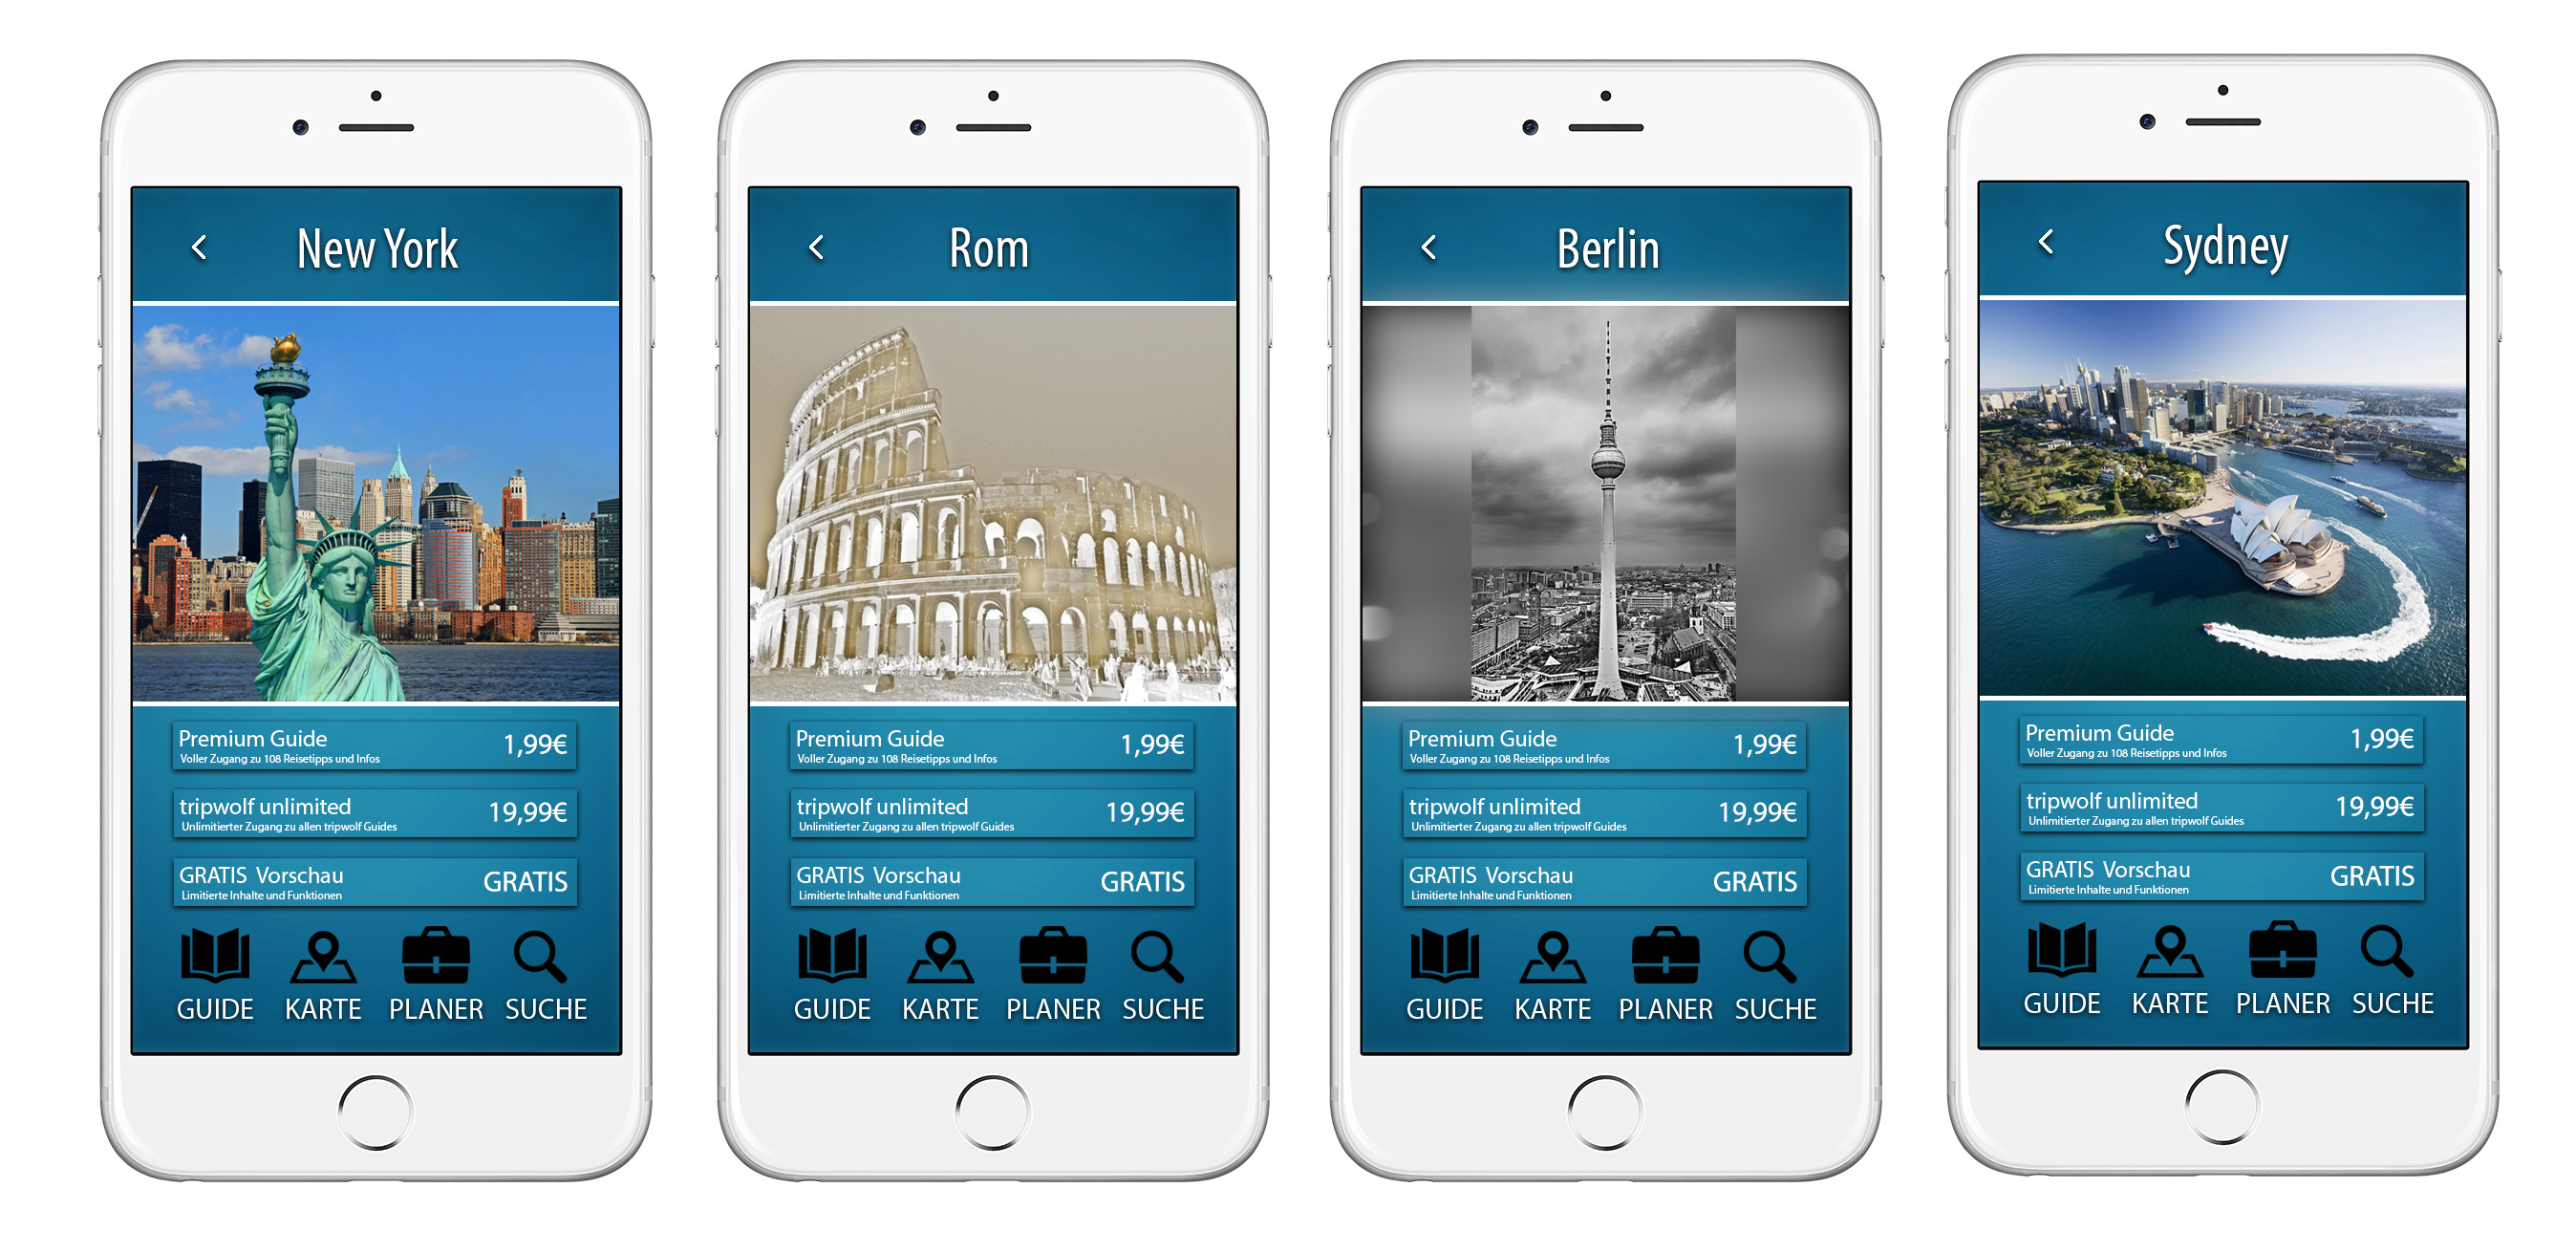 New York
Premium Guide
Voller Zugang zu 108 Reisetipps und Infos
1,99€
tripwolf unlimited
Unlimitierter Zugang zu allen tripwolf Guides
19,99€
GRATIS Vorschau
Limitierte Inhalte und Funktionen
GRATIS
GUIDE KARTE PLANER SUCHE
Rom
Premium Guide
Voller Zugang zu 108 Reisetipps und Infos
1,99€
tripwolf unlimited
Unlimitierter Zugang zu allen tripwolf Guides
19,99€
GRATIS Vorschau
Limitierte Inhalte und Funktionen
GRATIS
GUIDE KARTE PLANER SUCHE
Berlin
Premium Guide
Voller Zugang zu 108 Reisetipps und Infos
1,99€
tripwolf unlimited
Unlimitierter Zugang zu allen tripwolf Guides
19,99€
GRATIS Vorschau
Limitierte Inhalte und Funktionen
GRATIS
GUIDE KARTE PLANER SUCHE
Sydney
Premium Guide
Voller Zugang zu 108 Reisetipps und Infos
1,99€
tripwolf unlimited
Unlimitierter Zugang zu allen tripwolf Guides
19,99€
GRATIS Vorschau
Limitierte Inhalte und Funktionen
GRATIS
GUIDE KARTE PLANER SUCHE